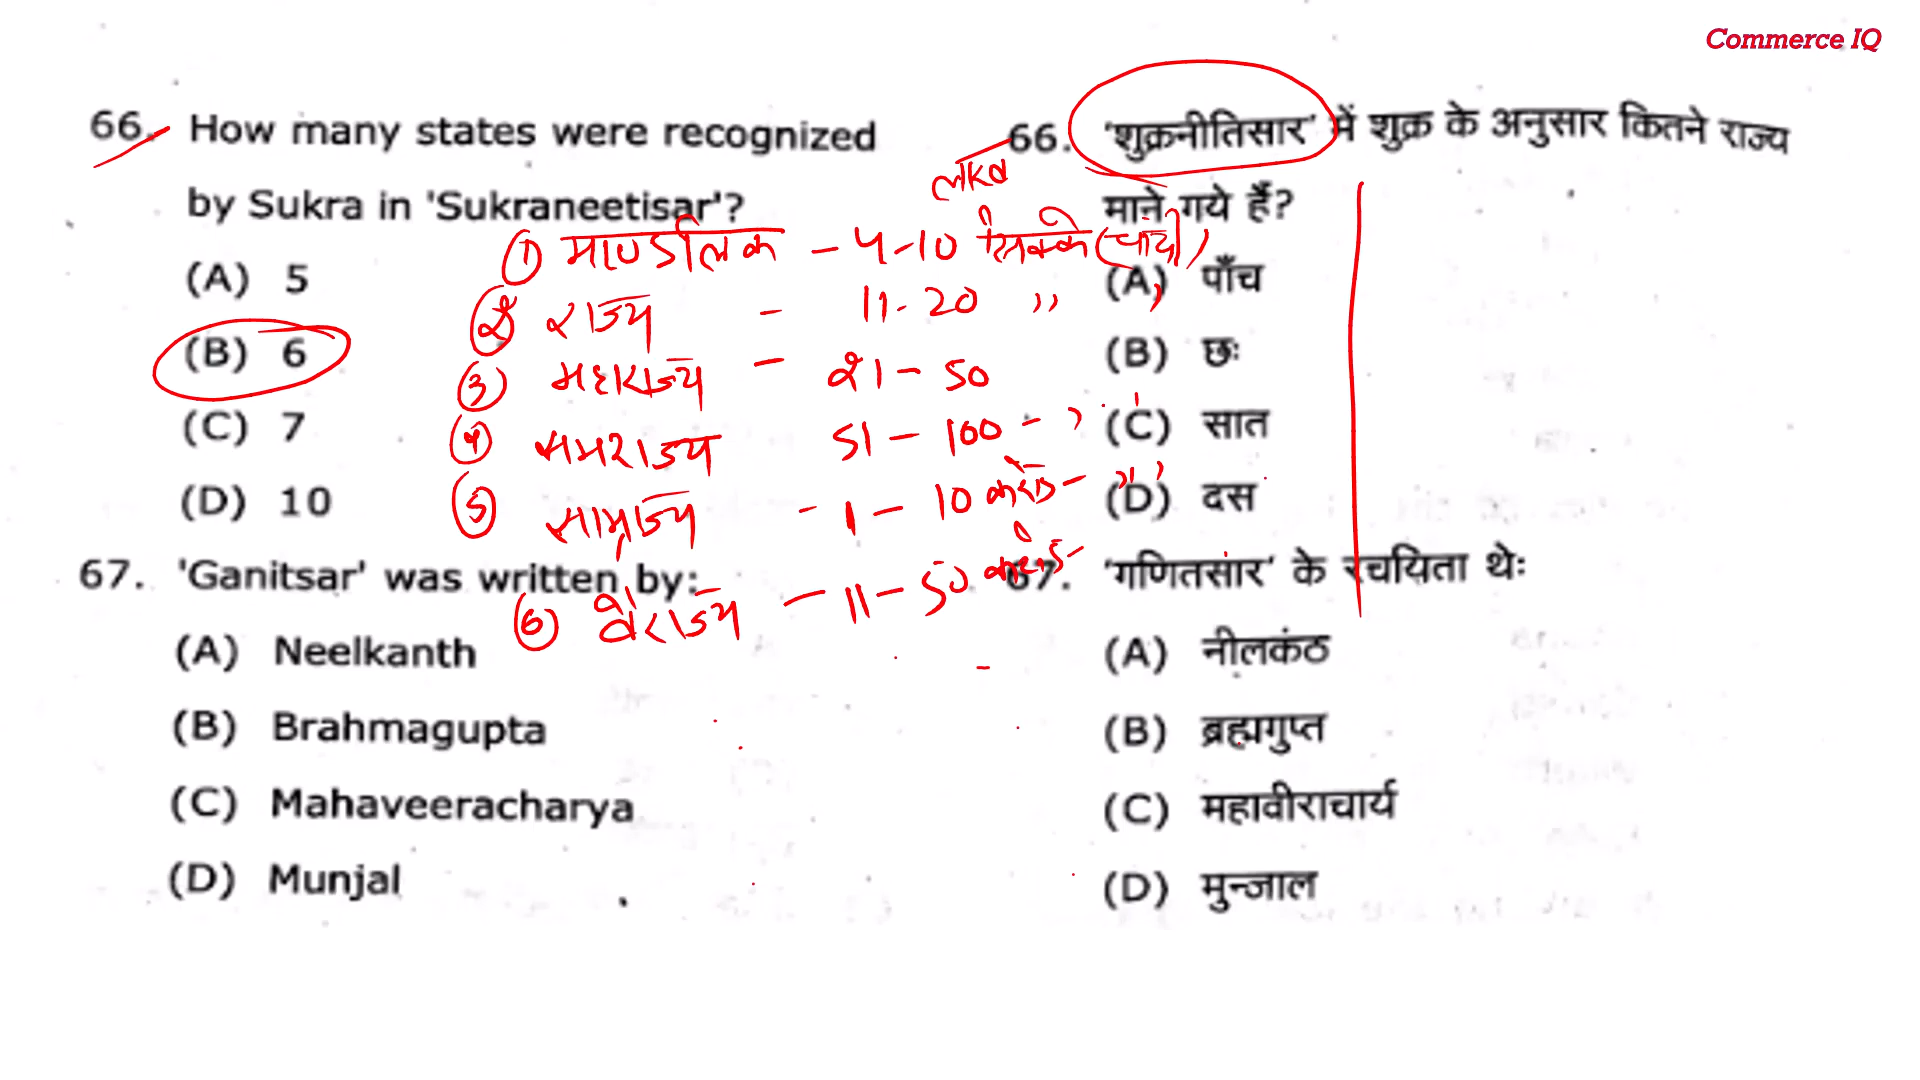 Commerce IQ
66. How many states were recognized
by Sukra in 'Sukraneetisar'?
(A) 5
(B) 6
(C) 7
(D) 10
67. 'Ganitsar' was written by:
(A) Neelkanth
(B) Brahmagupta
(C) Mahaveeracharya
(D) Munjal
66. 'शुक्रनीतिसार' में शुक्र के अनुसार कितने राज्य
माने गये हैं?
(A) पाँच
(B) छः
(C) सात
(D) दस
67. 'गणितसार' के रचयिता थेः
(A) नीलकंठ
(B) ब्रह्मगुप्त
(C) महावीराचार्य
(D) मुन्जाल
① माण्डलिक – 4-10 सिक्के (चांदी)
② राज्य – 11-20 ''
③ महाराज्य – 21 – 50
④ समराज्य 51 – 100 –
⑤ साम्राज्य – 1 – 10 करोड़ –
⑥ वैराज्य – 11 – 50 करोड़ –